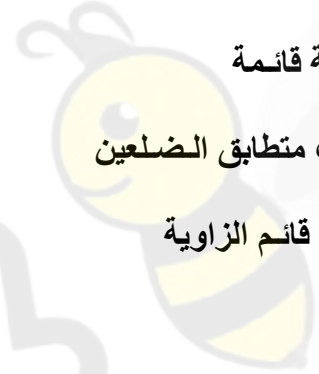 ة قائمة
متطابق الضلعين
قائم الزاوية